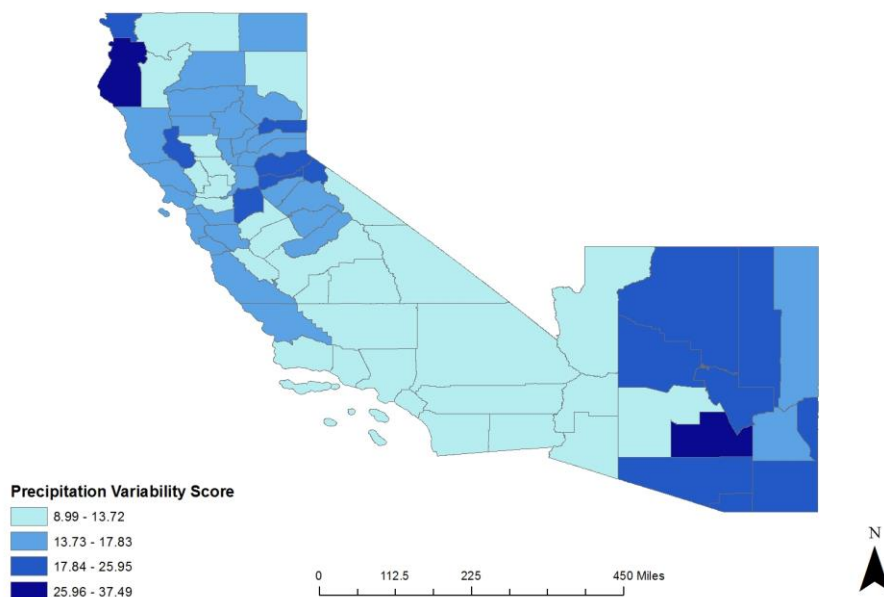 Precipitation Variability Score
8.99 - 13.72
13.73 - 17.83
17.84 - 25.95
25.96 - 37.49
0 112.5 225 450 Miles
N